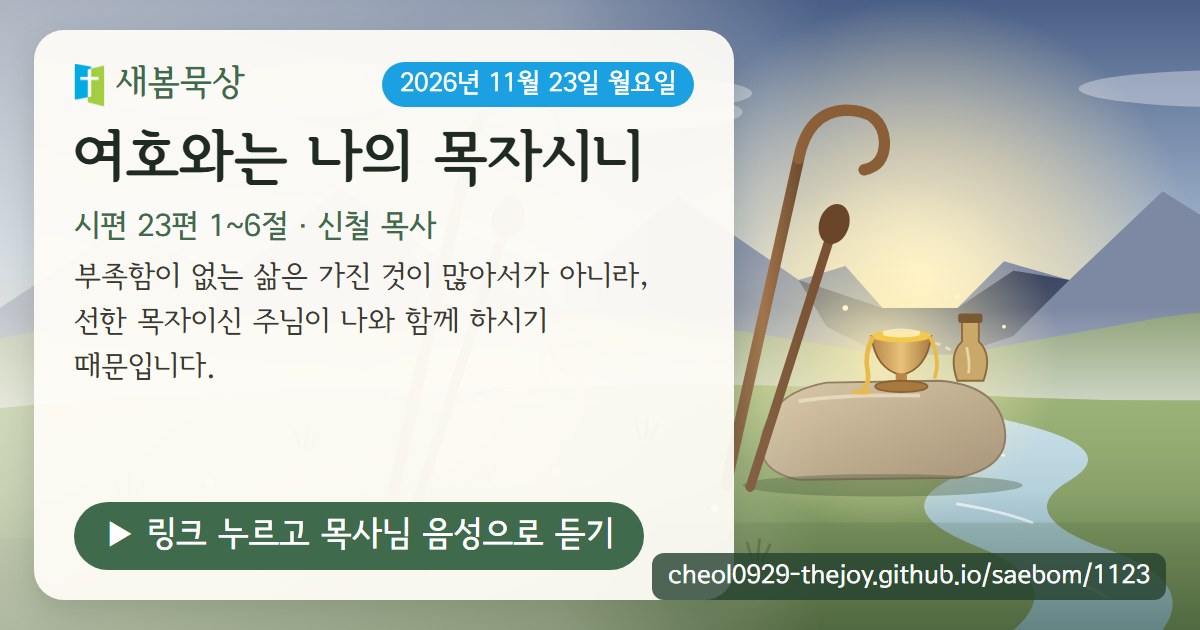 새봄묵상
2026년 11월 23일 월요일
여호와는 나의 목자시니
시편 23편 1~6절 · 신철 목사
부족함이 없는 삶은 가진 것이 많아서가 아니라,
선한 목자이신 주님이 나와 함께 하시기
때문입니다.
▶ 링크 누르고 목사님 음성으로 듣기
cheol0929-thejoy.github.io/saebom/1123